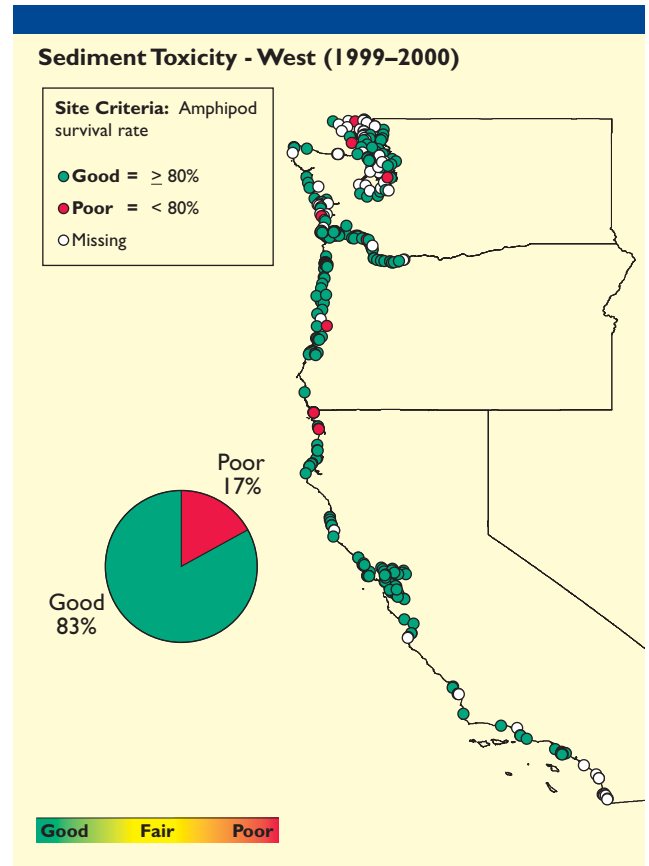 Sediment Toxicity - West (1999–2000)
Site Criteria: Amphipod
survival rate
Good = ≥ 80%
Poor = < 80%
Missing
Poor
17%
Good
83%
Good Fair Poor